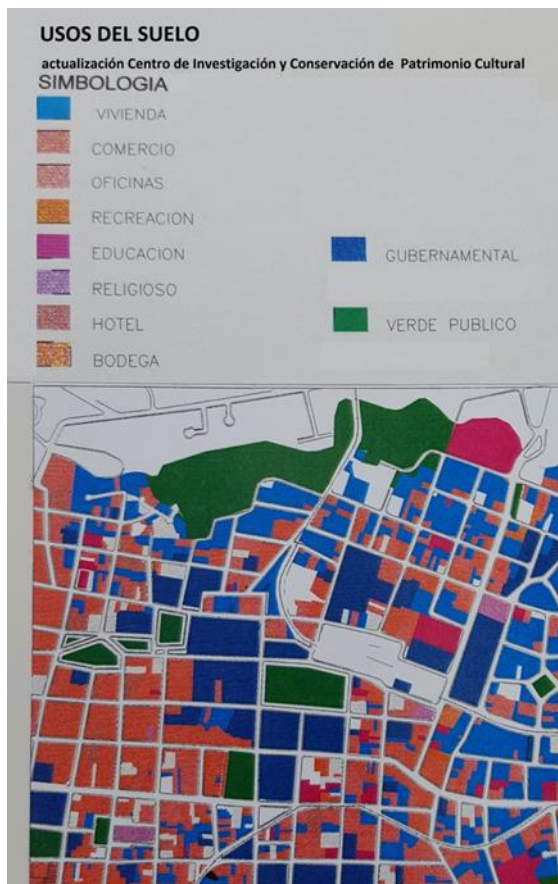 USOS DEL SUELO
actualización Centro de Investigación y Conservación de Patrimonio Cultural
SIMBOLOGIA
VIVIENDA
COMERCIO
OFICINAS
RECREACION
EDUCACION
RELIGIOSO
HOTEL
BODEGA
GUBERNAMENTAL
VERDE PUBLICO